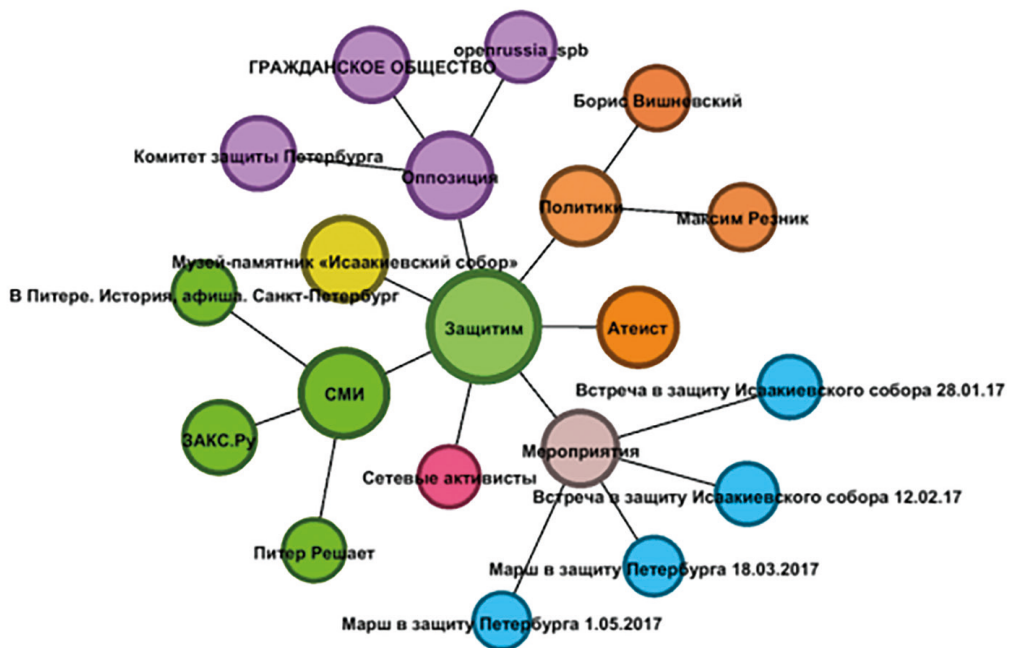 openrussia_spb
ГРАЖДАНСКОЕ ОБЩЕСТВО
Борис Вишневский
Комитет защиты Петербурга
Оппозиция
Политики
Максим Резник
Музей-памятник «Исаакиевский собор»
В Питере. История, афиша. Санкт-Петербург
Защитим
Атеист
СМИ
Встреча в защиту Исаакиевского собора 28.01.17
ЗАКС.Ру
Мероприятия
Сетевые активисты
Встреча в защиту Исаакиевского собора 12.02.17
Питер Решает
Марш в защиту Петербурга 18.03.2017
Марш в защиту Петербурга 1.05.2017